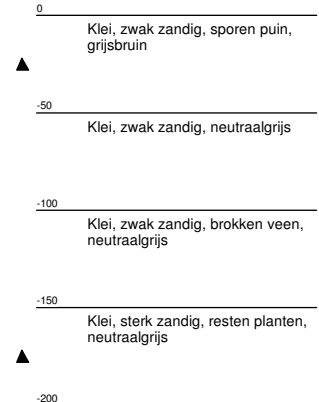 0
Klei, zwak zandig, sporen puin,
grijsbruin
-50
Klei, zwak zandig, neutraalgrijs
-100
Klei, zwak zandig, brokken veen,
neutraalgrijs
-150
Klei, sterk zandig, resten planten,
neutraalgrijs
-200